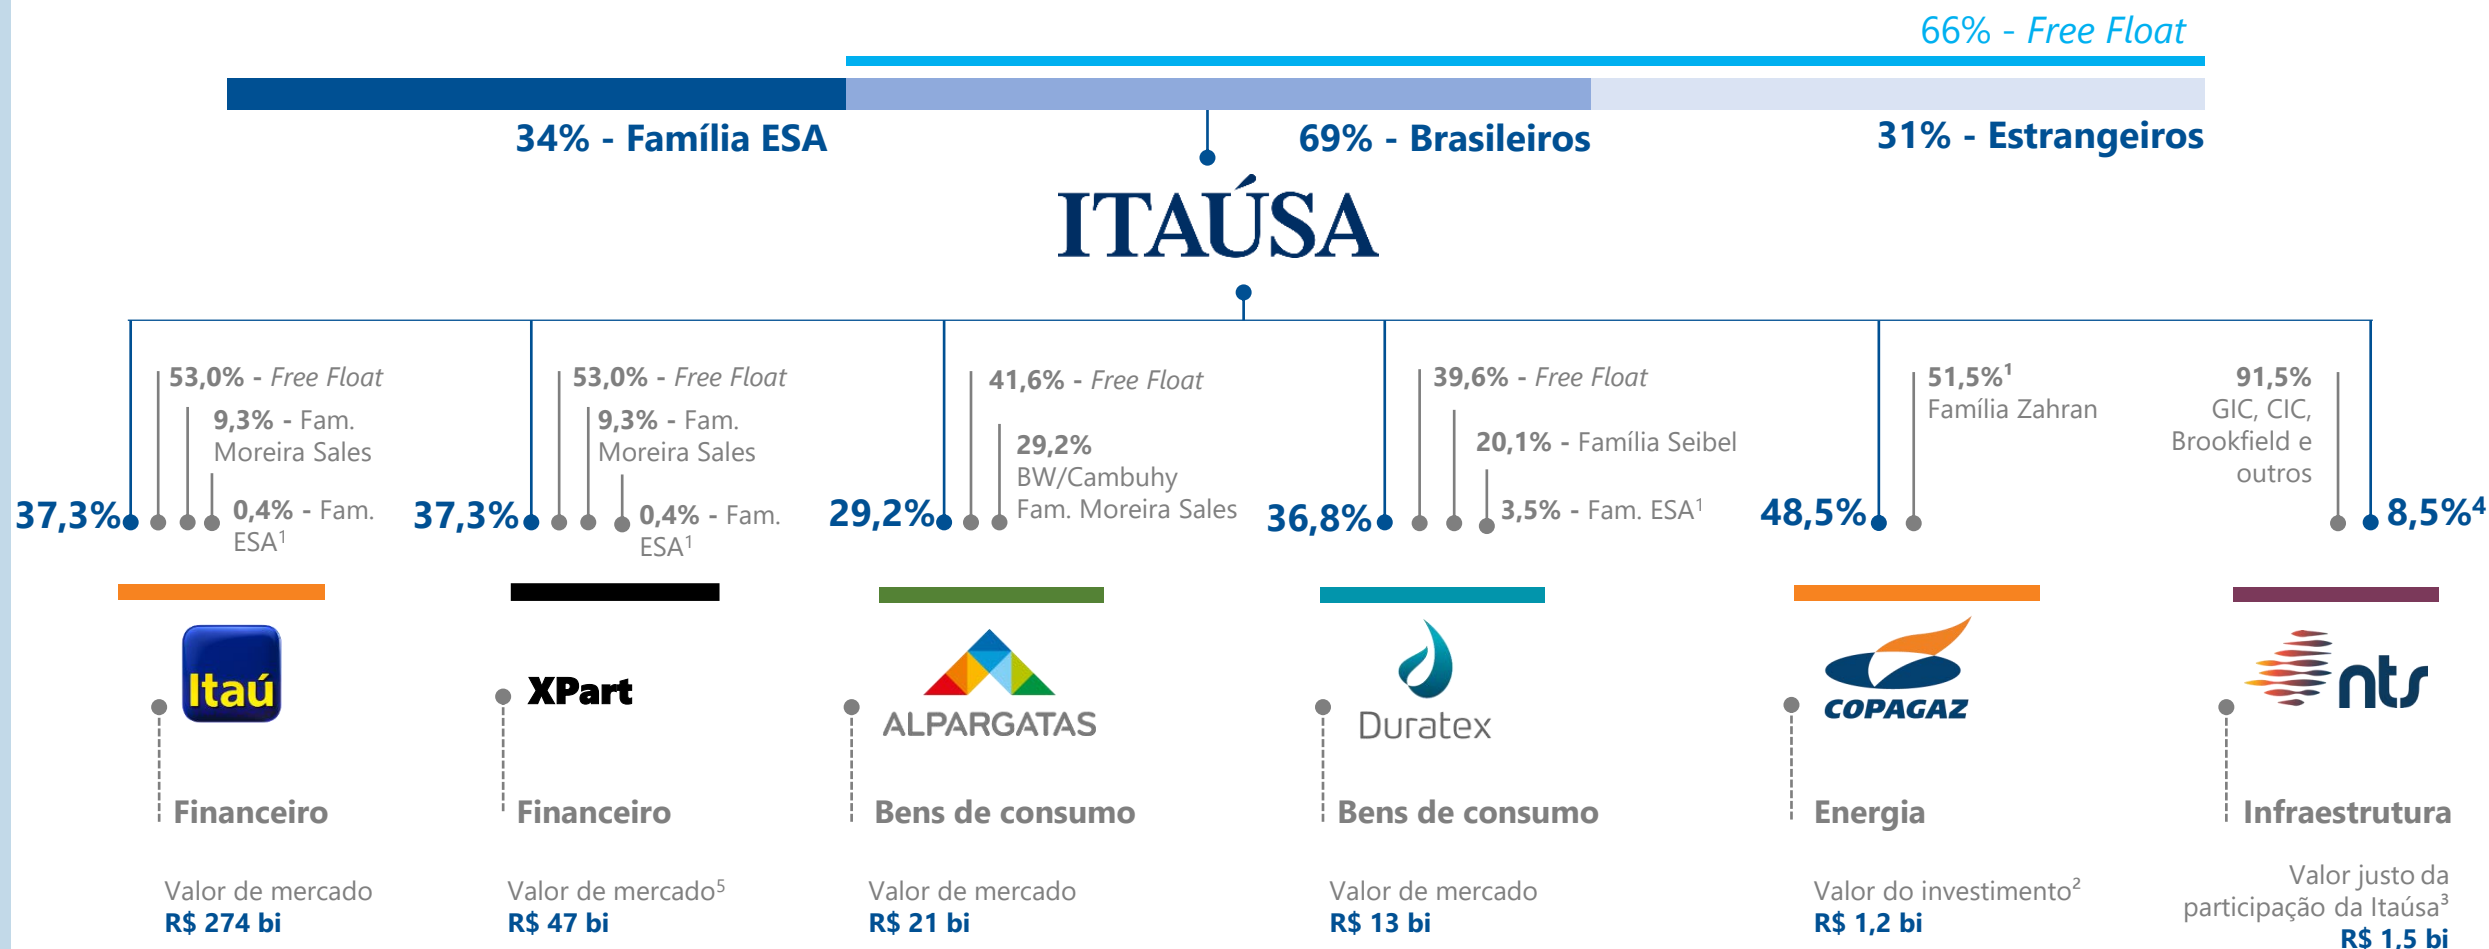 66% - Free Float
34% - Família ESA
69% - Brasileiros
31% - Estrangeiros
ITAÚSA
53,0% - Free Float
9,3% - Fam.
Moreira Sales
0,4% - Fam.
ESA¹
37,3%
53,0% - Free Float
9,3% - Fam.
Moreira Sales
0,4% - Fam.
ESA¹
37,3%
41,6% - Free Float
29,2%
BW/Cambuhy
Fam. Moreira Sales
29,2%
39,6% - Free Float
20,1% - Família Seibel
3,5% - Fam. ESA¹
36,8%
51,5%¹
Família Zahran
48,5%
91,5%
GIC, CIC,
Brookfield e
outros
8,5%⁴
Itaú
XPart
ALPARGATAS
Duratex
COPAGAZ
nts
Financeiro
Financeiro
Bens de consumo
Bens de consumo
Energia
Infraestrutura
Valor de mercado
R$ 274 bi
Valor de mercado⁵
R$ 47 bi
Valor de mercado
R$ 21 bi
Valor de mercado
R$ 13 bi
Valor do investimento²
R$ 1,2 bi
Valor justo da
participação da Itaúsa³
R$ 1,5 bi